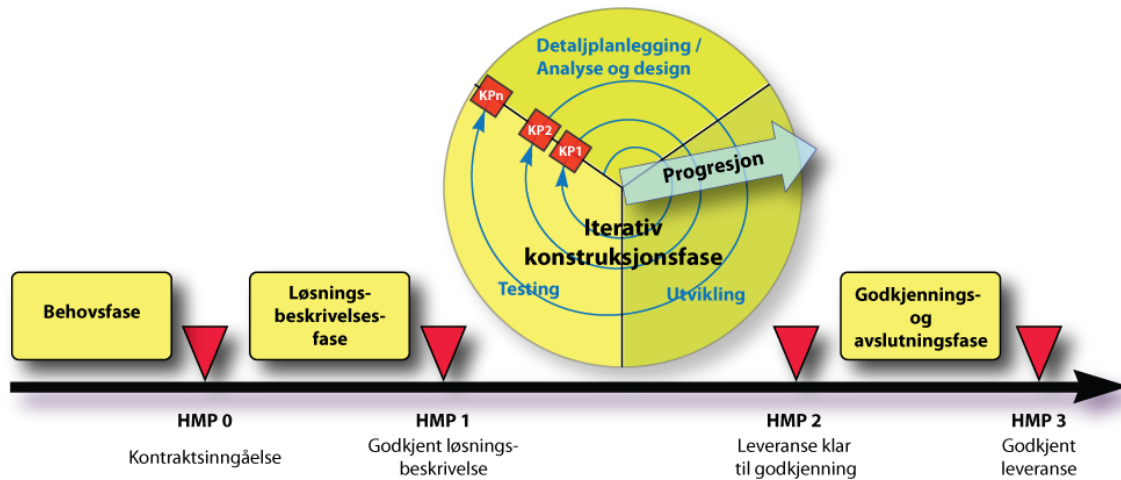 Detaljplanlegging /
Analyse og design
KPn
KP2
KP1
Progresjon
Iterativ
konstruksjonsfase
Testing
Utvikling
Behovsfase
Løsnings-
beskrivelses-
fase
Godkjennings-
og
avslutningsfase
HMP 0
Kontraktsinngåelse
HMP 1
Godkjent løsnings-
beskrivelse
HMP 2
Leveranse klar
til godkjenning
HMP 3
Godkjent
leveranse